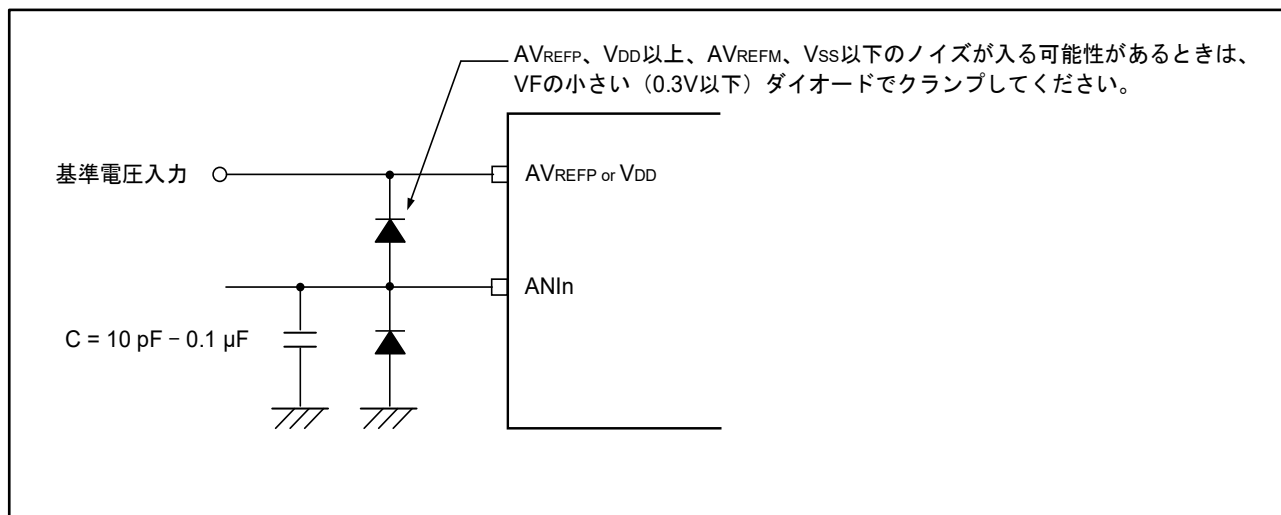 AVREFP、VDD以上、AVREFM、VSS以下のノイズが入る可能性があるときは、
VFの小さい（0.3V以下）ダイオードでクランプしてください。
基準電圧入力
AVREFP or VDD
ANIn
C = 10 pF − 0.1 µF